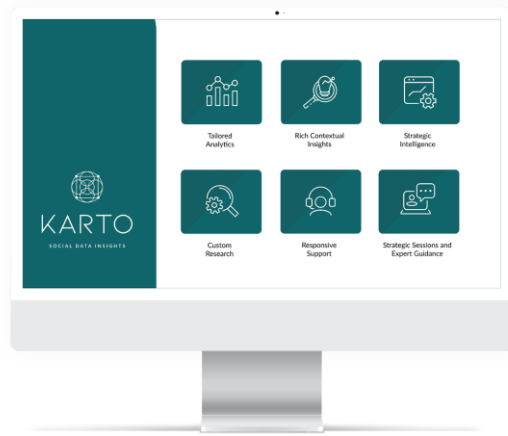 KARTO
SOCIAL DATA INSIGHTS
Tailored
Analytics
Rich Contextual
Insights
Strategic
Intelligence
Custom
Research
Responsive
Support
Strategic Sessions and
Expert Guidance